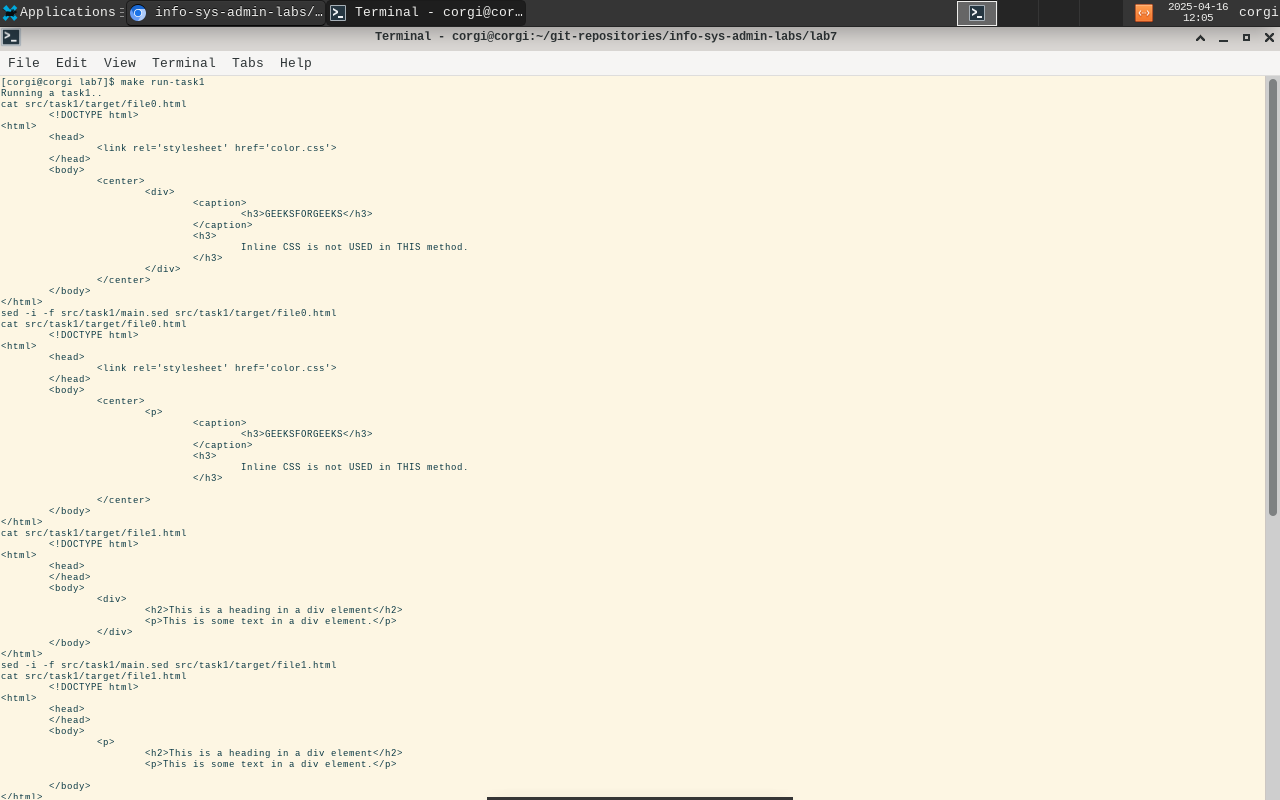 Applications info-sys-admin-labs/... Terminal - corgi@cor... 2025-04-16 12:05 corgi
Terminal - corgi@corgi:~/git-repositories/info-sys-admin-labs/lab7
File Edit View Terminal Tabs Help
[corgi@corgi lab7]$ make run-task1
Running a task1..
cat src/task1/target/file0.html
<!DOCTYPE html>
<html>
<head>
<link rel='stylesheet' href='color.css'>
</head>
<body>
<center>
<div>
<caption>
<h3>GEEKSFORGEEKS</h3>
</caption>
<h3>
Inline CSS is not USED in THIS method.
</h3>
</div>
</center>
</body>
</html>
sed -i -f src/task1/main.sed src/task1/target/file0.html
cat src/task1/target/file0.html
<!DOCTYPE html>
<html>
<head>
<link rel='stylesheet' href='color.css'>
</head>
<body>
<center>
<p>
<caption>
<h3>GEEKSFORGEEKS</h3>
</caption>
<h3>
Inline CSS is not USED in THIS method.
</h3>
</center>
</body>
</html>
cat src/task1/target/file1.html
<!DOCTYPE html>
<html>
<head>
</head>
<body>
<div>
<h2>This is a heading in a div element</h2>
<p>This is some text in a div element.</p>
</div>
</body>
</html>
sed -i -f src/task1/main.sed src/task1/target/file1.html
cat src/task1/target/file1.html
<!DOCTYPE html>
<html>
<head>
</head>
<body>
<p>
<h2>This is a heading in a div element</h2>
<p>This is some text in a div element.</p>
</body>
</html>